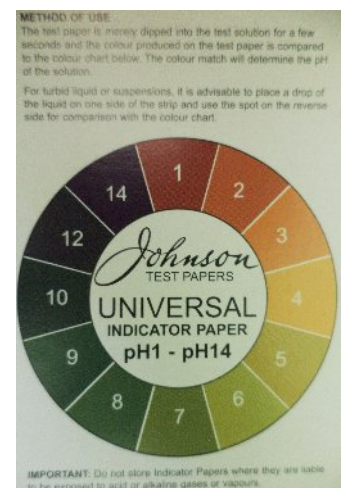 METHOD OF USE
The test paper is merely dipped into the test solution for a few
seconds and the colour produced on the test paper is compared
to the colour chart below. The colour match will determine the pH
of the solution.
For turbid liquid or suspensions, it is advisable to place a drop of
the liquid on one side of the strip and use the spot on the reverse
side for comparison with the colour chart.
1
2
3
4
5
6
7
8
9
10
12
14
Johnson
TEST PAPERS
UNIVERSAL
INDICATOR PAPER
pH1 - pH14
IMPORTANT: Do not store Indicator Papers where they are liable
to be exposed to acid or alkaline gases or vapours.